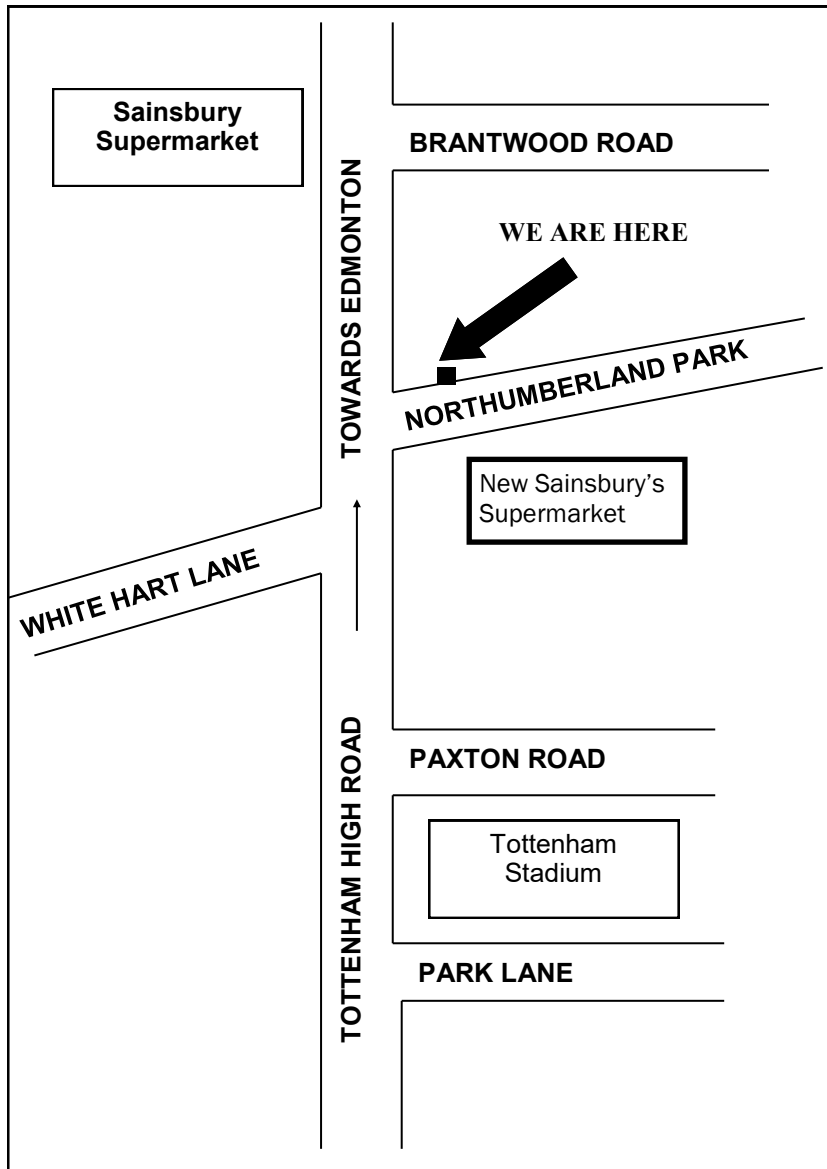 Sainsbury
Supermarket
BRANTWOOD ROAD
WE ARE HERE
TOWARDS EDMONTON
NORTHUMBERLAND PARK
New Sainsbury's
Supermarket
WHITE HART LANE
TOTTENHAM HIGH ROAD
PAXTON ROAD
Tottenham
Stadium
PARK LANE